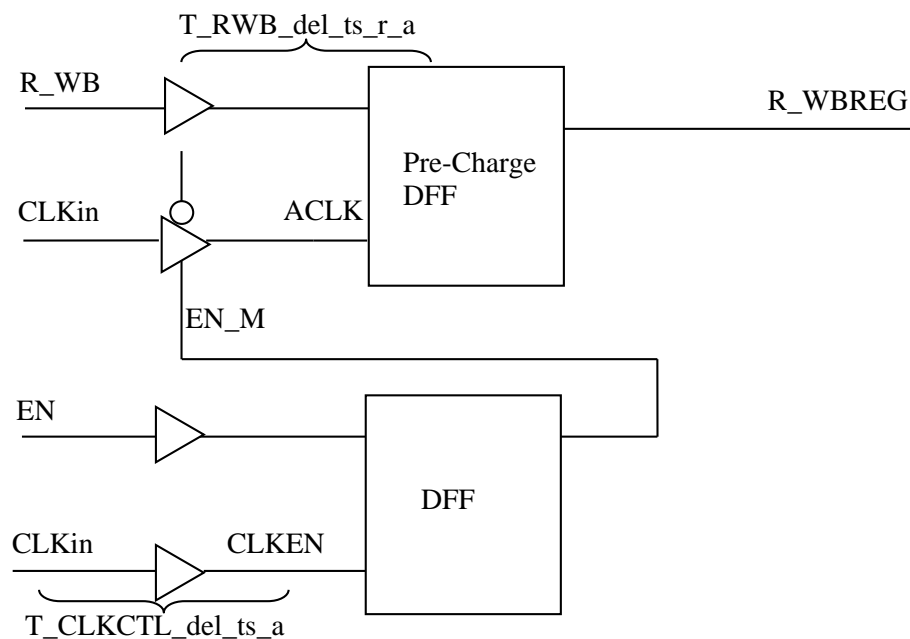 T_RWB_del_ts_r_a
R_WB
R_WBREG
Pre-Charge
DFF
CLKin
ACLK
EN_M
EN
DFF
CLKin
CLKEN
T_CLKCTL_del_ts_a